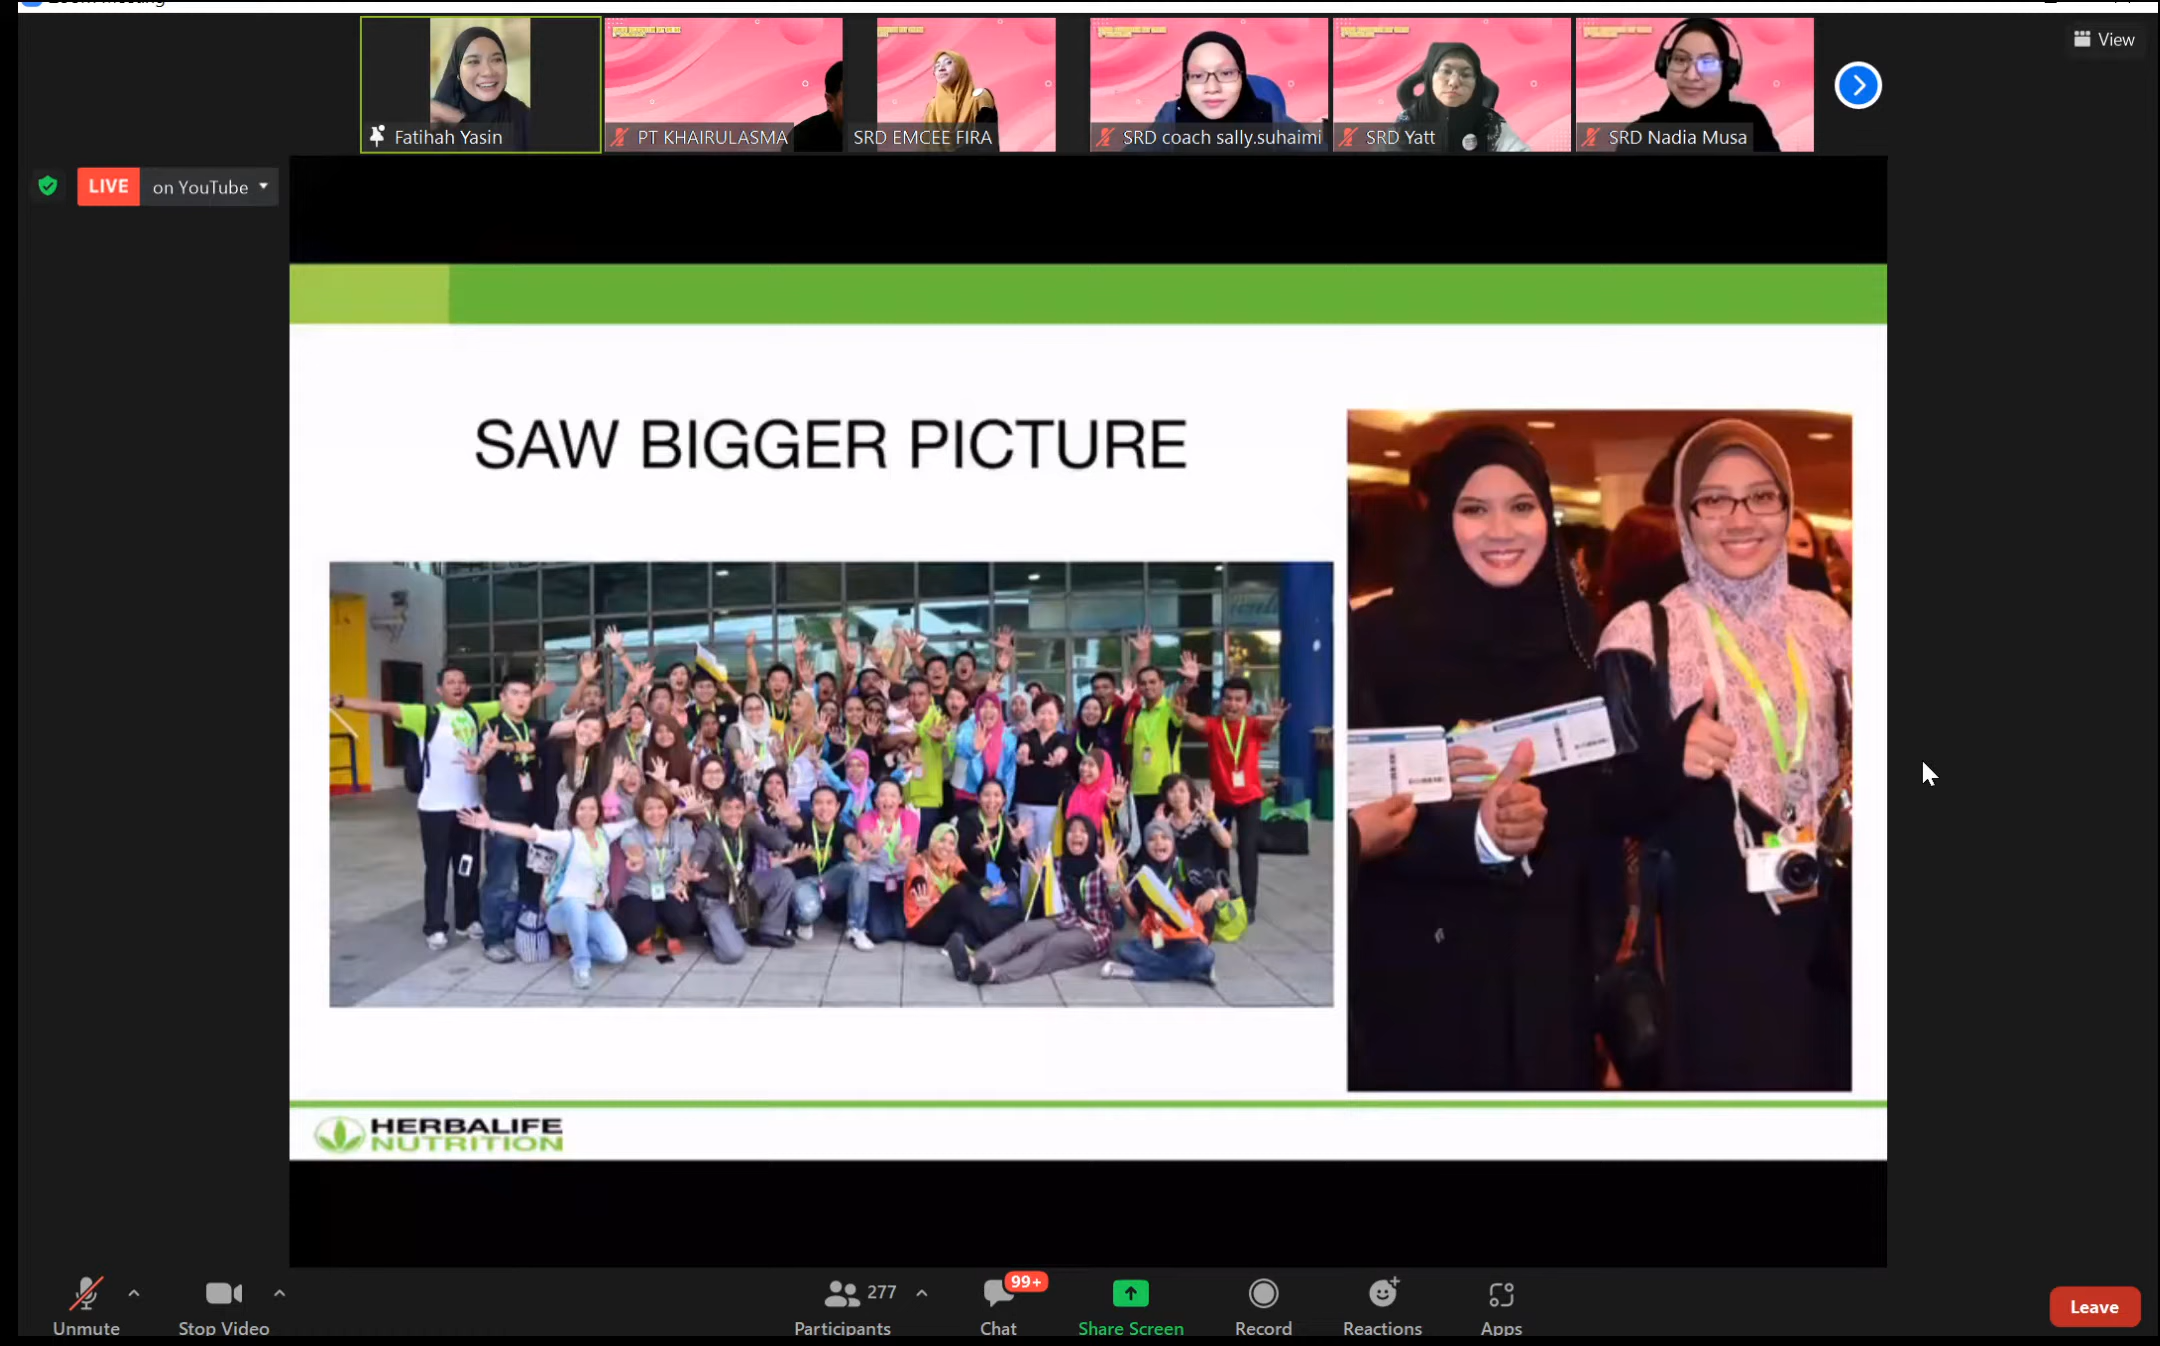 View
Fatihah Yasin
PT KHAIRULASMA
SRD EMCEE FIRA
SRD coach sally.suhaimi
SRD Yatt
SRD Nadia Musa
LIVE
on YouTube
SAW BIGGER PICTURE
HERBALIFE
NUTRITION
277
99+
Unmute
Stop Video
Participants
Chat
Share Screen
Record
Reactions
Apps
Leave